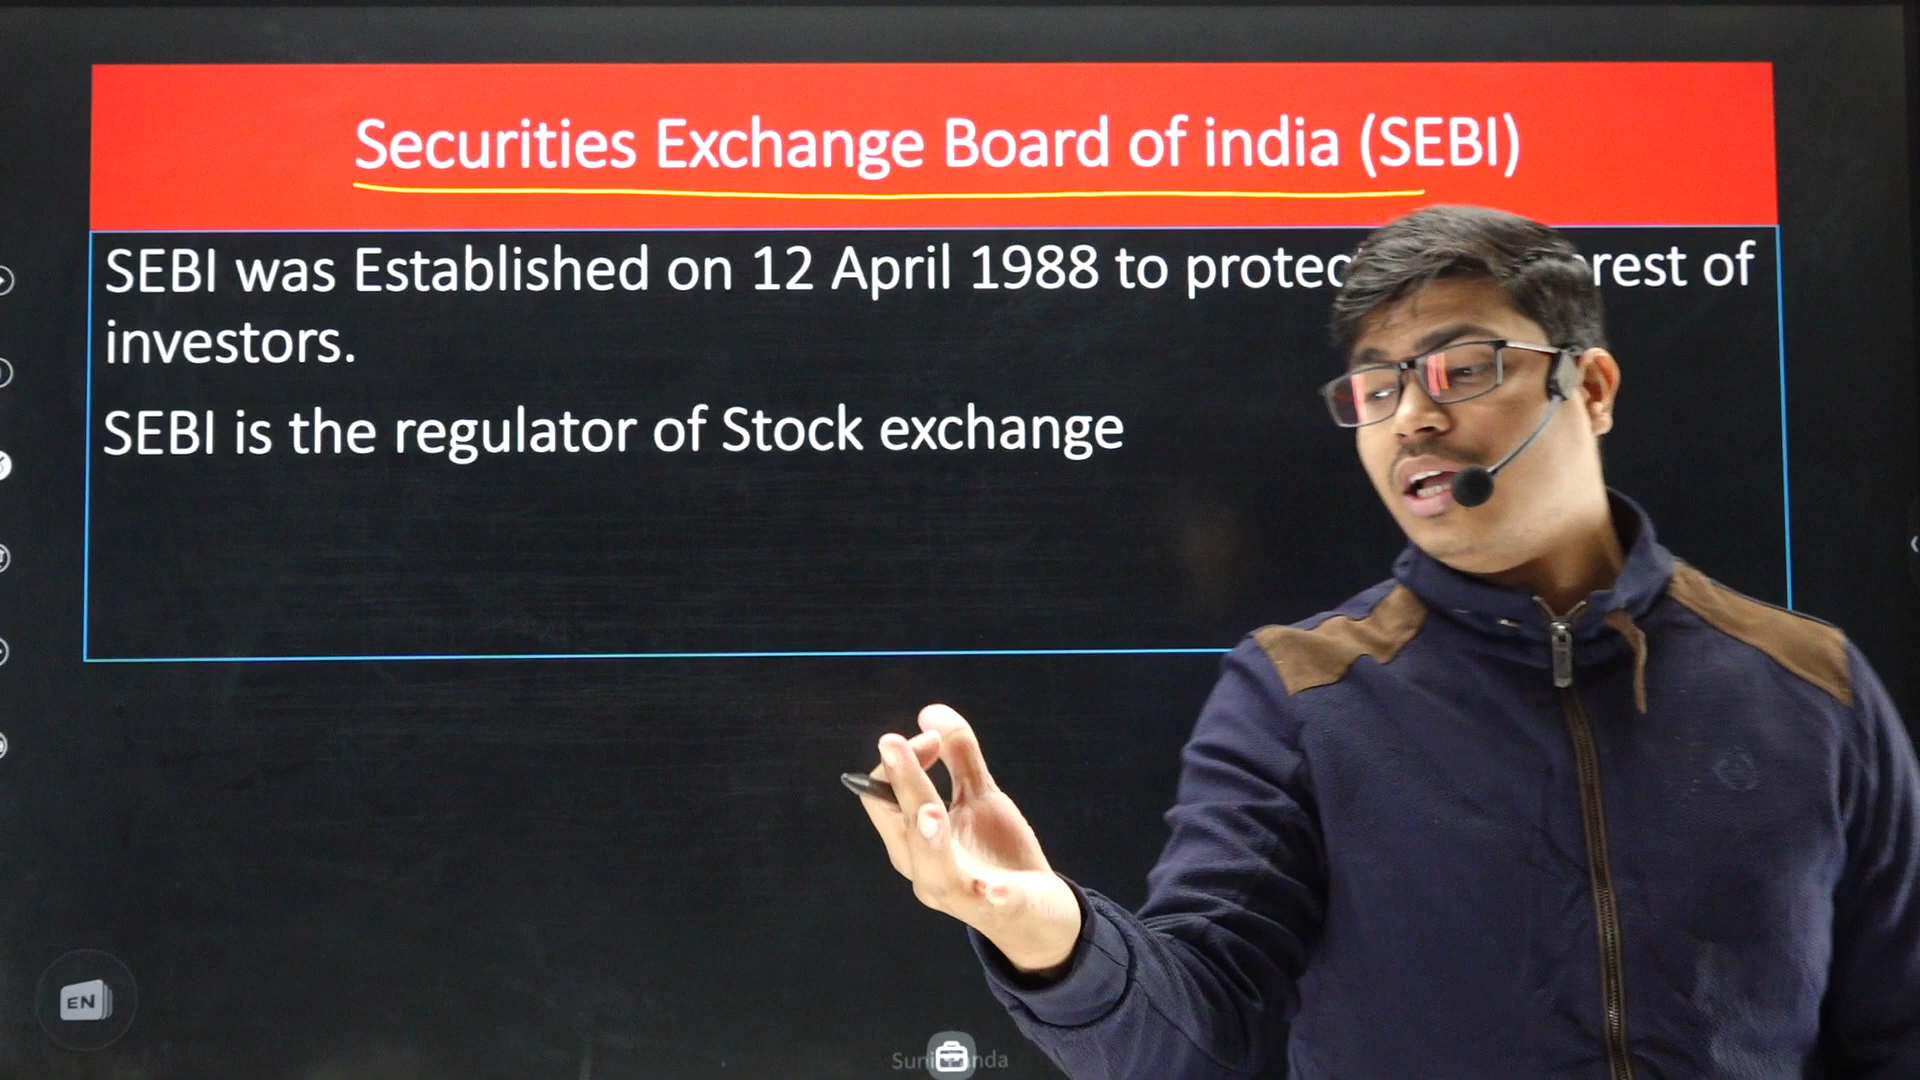 Securities Exchange Board of india (SEBI)
SEBI was Established on 12 April 1988 to protec rest of
investors.
SEBI is the regulator of Stock exchange
EN